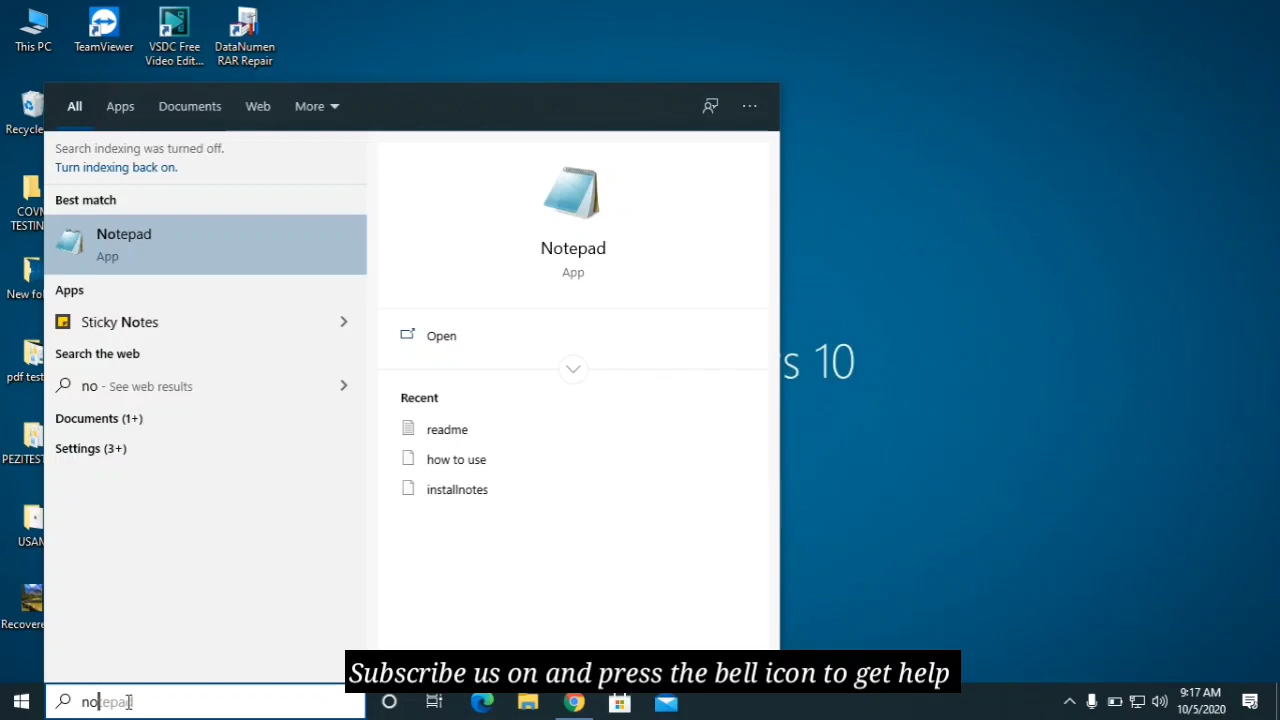 This PC
TeamViewer
VSDC Free
Video Edit...
DataNumen
RAR Repair
Recycle
COVM
TESTIN
New fol
pdf test
PEZITEST
USAN
Recovere
All
Apps
Documents
Web
More
Search indexing was turned off.
Turn indexing back on.
Best match
Notepad
App
Apps
Sticky Notes
Search the web
no - See web results
Documents (1+)
Settings (3+)
Notepad
App
Open
Recent
readme
how to use
installnotes
s 10
Subscribe us on and press the bell icon to get help
notepad
9:17 AM
10/5/2020